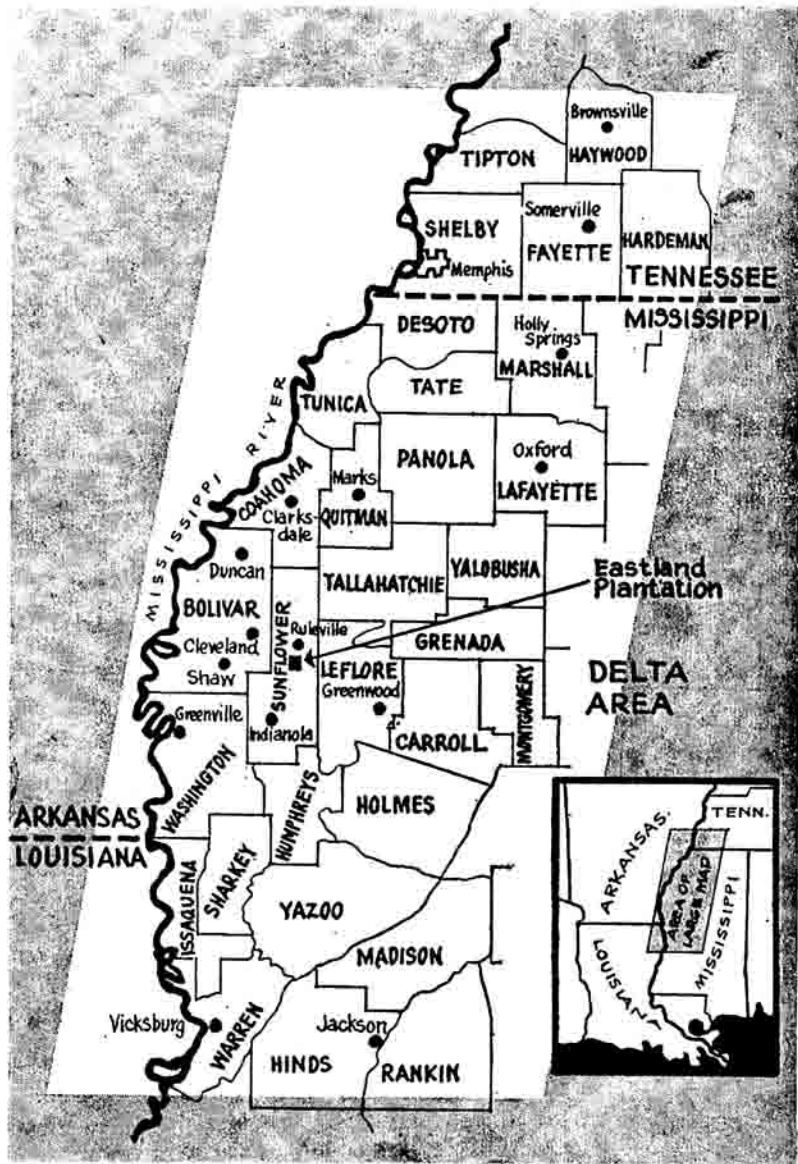 Brownsville
HAYWOOD
TIPTON
Somerville
SHELBY
FAYETTE
HARDEMAN
Memphis
TENNESSEE
MISSISSIPPI
DESOTO
Holly
Springs
MARSHALL
TATE
TUNICA
MISSISSIPPI RIVER
PANOLA
Oxford
LAFAYETTE
COAHOMA
Marks
QUITMAN
Clarks-
dale
Duncan
TALLAHATCHIE
YALOBUSHA
Eastland
Plantation
BOLIVAR
Ruleville
SUNFLOWER
GRENADA
Cleveland
Shaw
LEFLORE
Greenwood
DELTA
AREA
MONTGOMERY
Greenville
Indianola
CARROLL
WASHINGTON
HUMPHREYS
HOLMES
ARKANSAS
LOUISIANA
SHARKEY
ISSAQUENA
YAZOO
MADISON
Vicksburg
WARREN
Jackson
HINDS
RANKIN
TENN.
ARKANSAS.
AREA OF
LARGE MAP
MISSISSIPPI
LOUISIANA